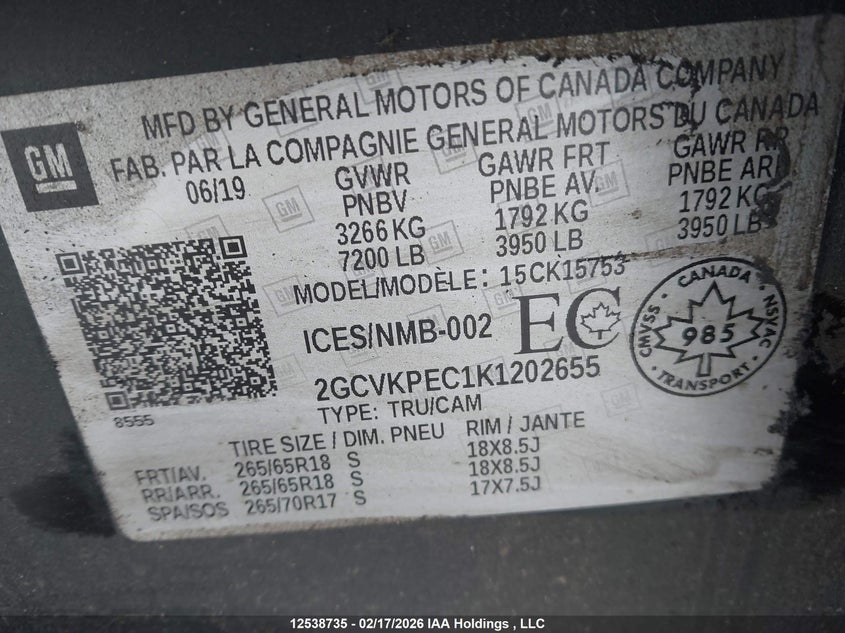 MFD BY GENERAL MOTORS OF CANADA COMPANY
FAB. PAR LA COMPAGNIE GENERAL MOTORS DU CANADA
GM
06/19
GVWR GAWR FRT GAWR RR
PNBV PNBE AV. PNBE AR
3266 KG 1792 KG 1792 KG
7200 LB 3950 LB 3950 LB
MODEL/MODÈLE: 15CK15753
ICES/NMB-002 EC
CANADA
CMVSS 985 NSVAC
TRANSPORT
2GCVKPEC1K1202655
TYPE: TRU/CAM
8555
TIRE SIZE / DIM. PNEU RIM / JANTE
FRT/AV. 265/65R18 S 18X8.5J
RR/ARR. 265/65R18 S 18X8.5J
SPA/SOS 265/70R17 S 17X7.5J
12538735 - 02/17/2026 IAA Holdings , LLC